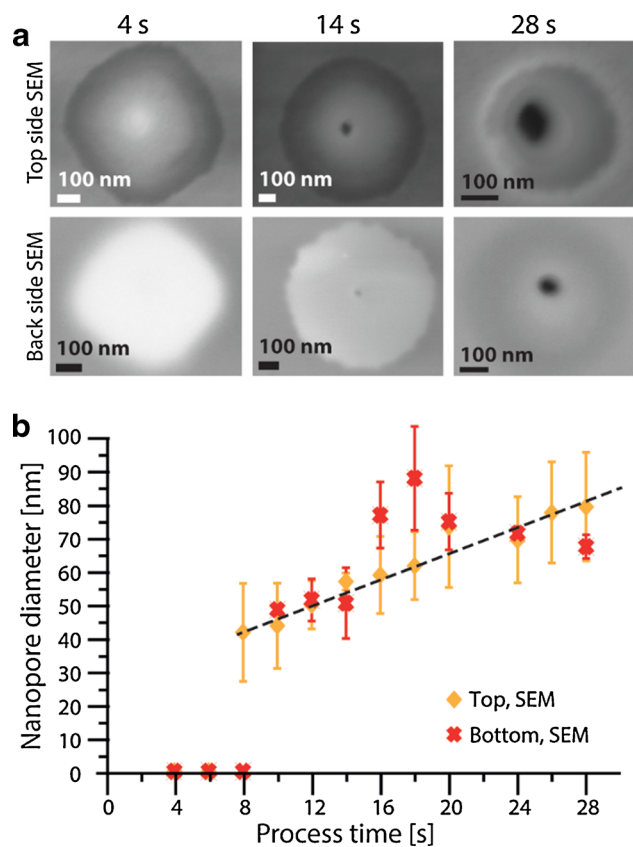 a
4 s 14 s 28 s
Top side SEM
100 nm 100 nm 100 nm
Back side SEM
100 nm 100 nm 100 nm
b
Nanopore diameter [nm]
100
90
80
70
60
50
40
30
20
10
0
Top, SEM
Bottom, SEM
0 4 8 12 16 20 24 28
Process time [s]